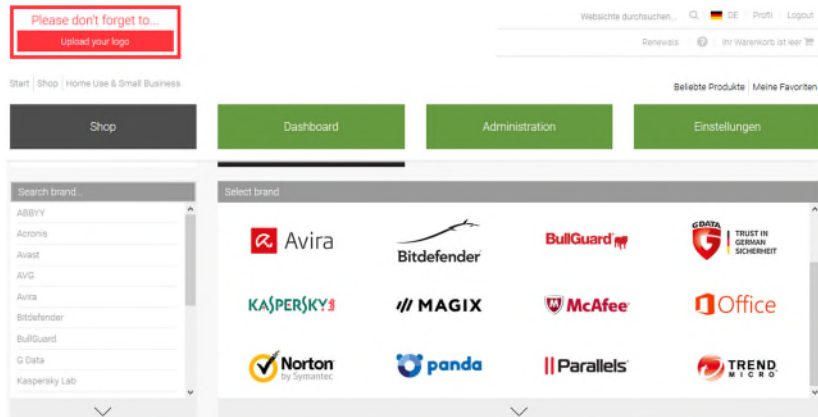 Please don't forget to...
Upload your logo
Websichte durchsuchen... DE Profil Logout
Renewals Ihr Warenkorb ist leer
Start Shop Home Use & Small Business
Beliebte Produkte Meine Favoriten
Shop Dashboard Administration Einstellungen
Search brand...
ABBYY
Acronis
Avast
AVG
Avira
Bitdefender
BullGuard
G Data
Kaspersky Lab
Select brand
Avira Bitdefender BullGuard GDATA TRUST IN
GERMAN
SICHERHEIT
KASPERSKY lab MAGIX McAfee Office
Norton
by Symantec
panda Parallels TREND
MICRO